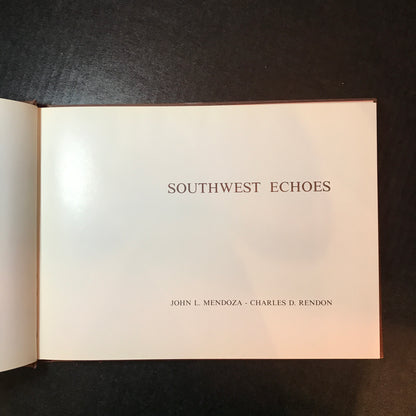 SOUTHWEST ECHOES
JOHN L. MENDOZA - CHARLES D. RENDON